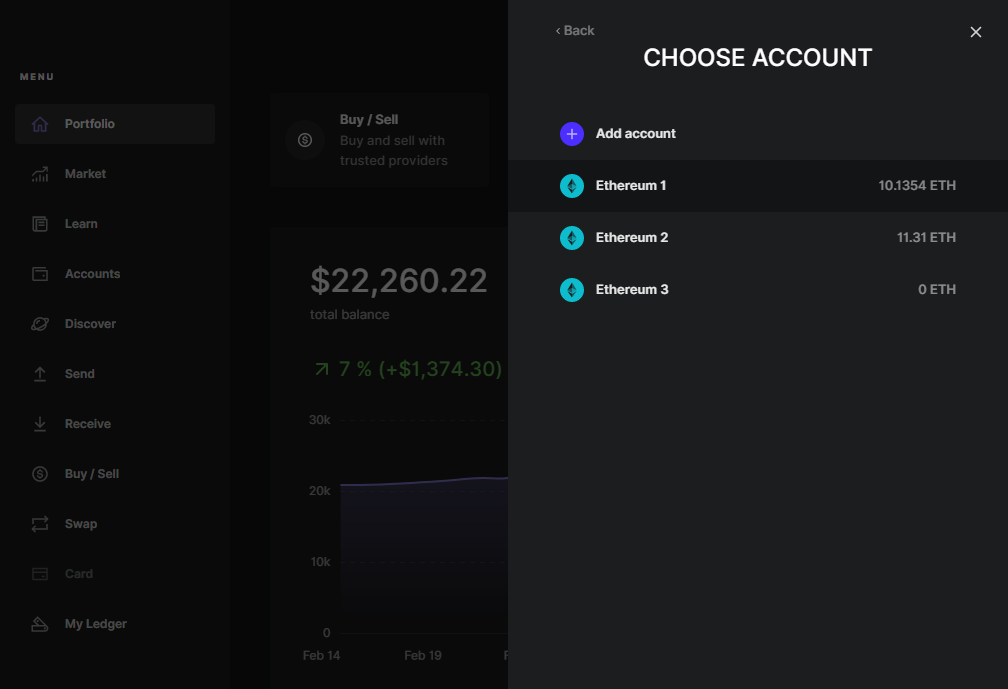 MENU
Portfolio
Market
Learn
Accounts
Discover
Send
Receive
Buy / Sell
Swap
Card
My Ledger
Buy / Sell
Buy and sell with
trusted providers
$22,260.22
total balance
7 % (+$1,374.30)
30k
20k
10k
0
Feb 14
Feb 19
‹ Back
CHOOSE ACCOUNT
Add account
Ethereum 1
10.1354 ETH
Ethereum 2
11.31 ETH
Ethereum 3
0 ETH